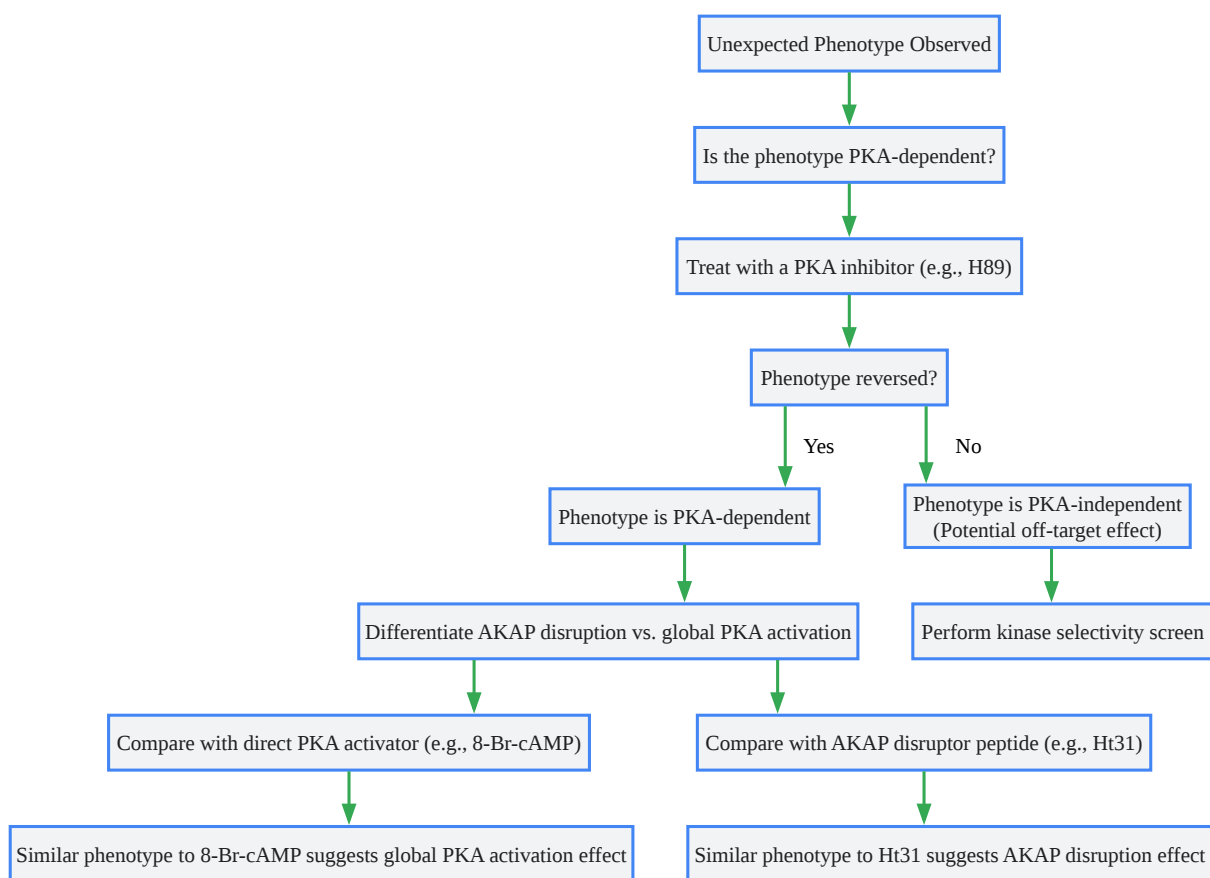 Unexpected Phenotype Observed
Is the phenotype PKA-dependent?
Treat with a PKA inhibitor (e.g., H89)
Phenotype reversed?
Yes
No
Phenotype is PKA-dependent
Phenotype is PKA-independent
(Potential off-target effect)
Differentiate AKAP disruption vs. global PKA activation
Perform kinase selectivity screen
Compare with direct PKA activator (e.g., 8-Br-cAMP)
Compare with AKAP disruptor peptide (e.g., Ht31)
Similar phenotype to 8-Br-cAMP suggests global PKA activation effect
Similar phenotype to Ht31 suggests AKAP disruption effect